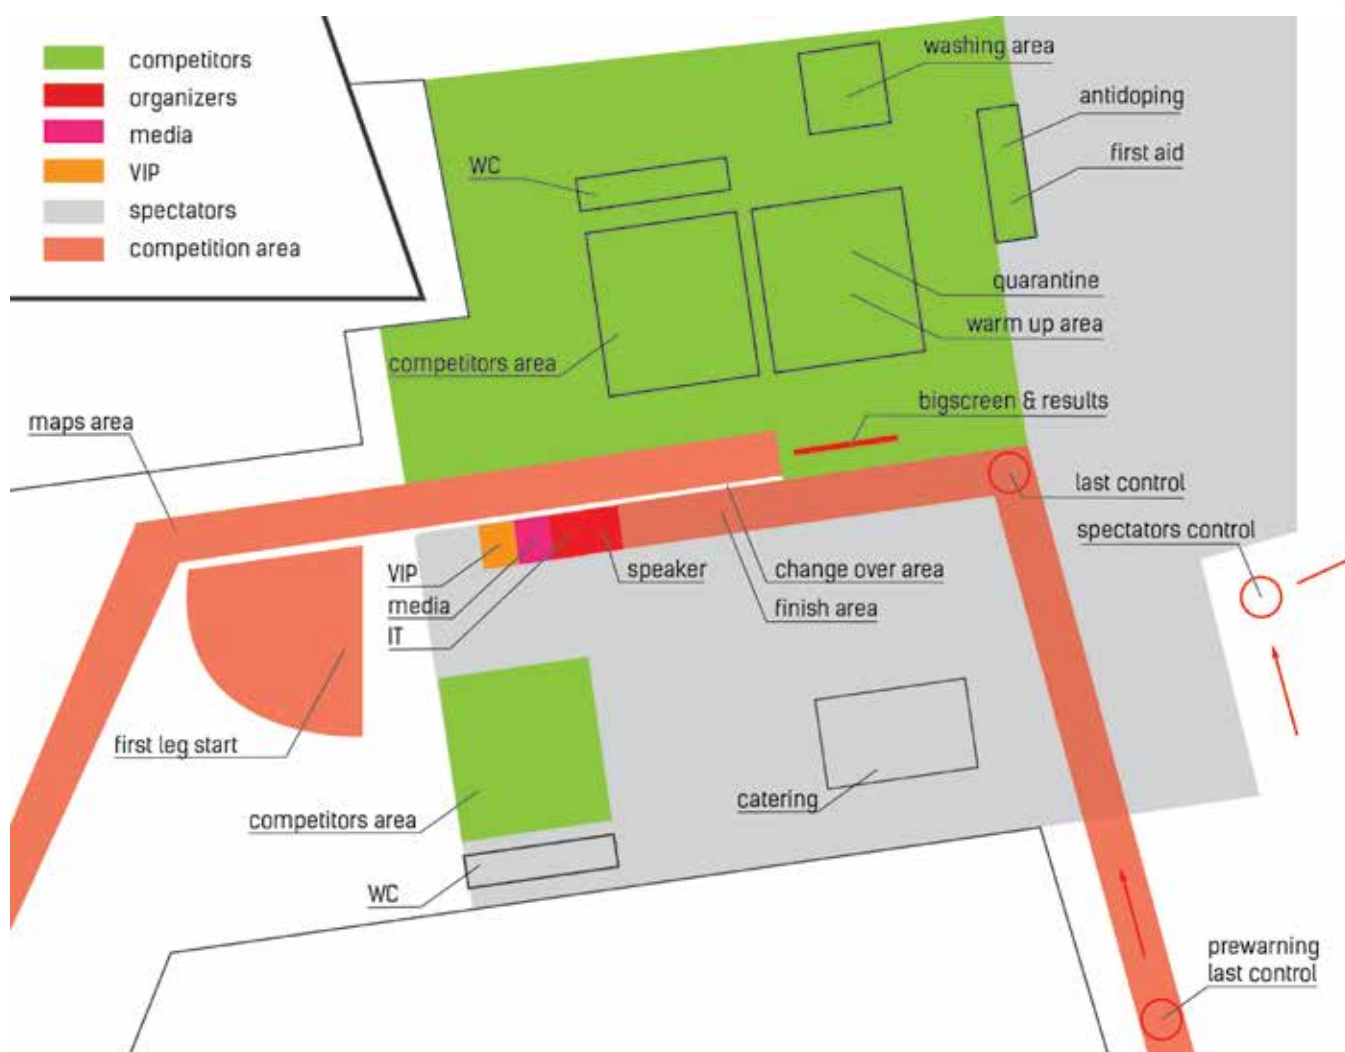 competitors
organizers
media
VIP
spectators
competition area
washing area
antidoping
first aid
WC
quarantine
warm up area
competitors area
bigscreen & results
maps area
last control
spectators control
VIP
media
IT
speaker
change over area
finish area
first leg start
competitors area
catering
WC
prewarning
last control